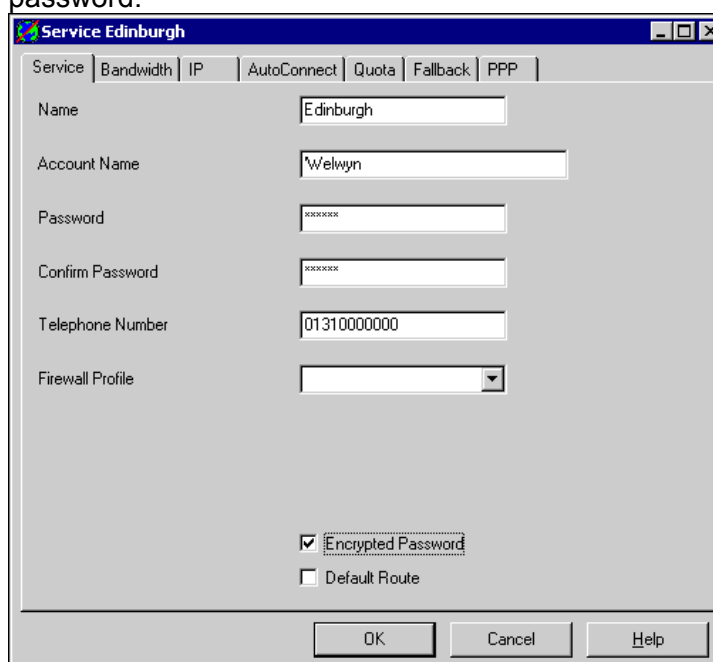 password.
Service Edinburgh
Service Bandwidth IP AutoConnect Quota Fallback PPP
Name Edinburgh
Account Name 'Welwyn
Password ******
Confirm Password ******
Telephone Number 01310000000
Firewall Profile
Encrypted Password
Default Route
OK Cancel Help